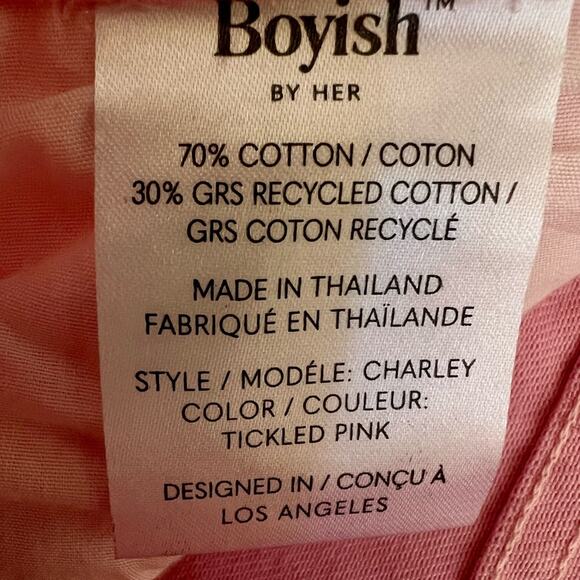 Boyish™
BY HER
70% COTTON / COTON
30% GRS RECYCLED COTTON /
GRS COTON RECYCLÉ
MADE IN THAILAND
FABRIQUÉ EN THAÏLANDE
STYLE / MODÉLE: CHARLEY
COLOR / COULEUR:
TICKLED PINK
DESIGNED IN / CONÇU À
LOS ANGELES